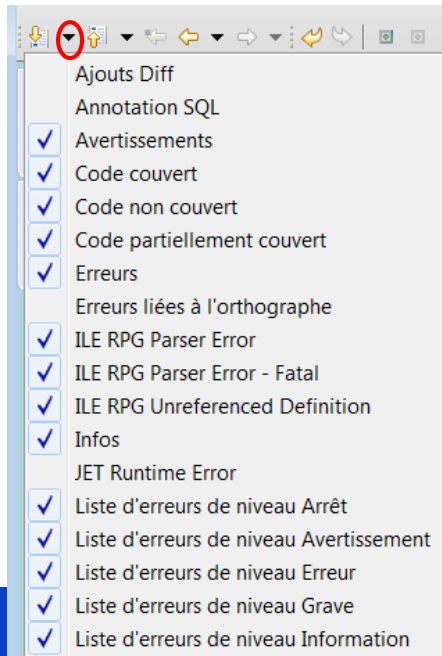 Ajouts Diff
Annotation SQL
Avertissements
Code couvert
Code non couvert
Code partiellement couvert
Erreurs
Erreurs liées à l'orthographe
ILE RPG Parser Error
ILE RPG Parser Error - Fatal
ILE RPG Unreferenced Definition
Infos
JET Runtime Error
Liste d'erreurs de niveau Arrêt
Liste d'erreurs de niveau Avertissement
Liste d'erreurs de niveau Erreur
Liste d'erreurs de niveau Grave
Liste d'erreurs de niveau Information